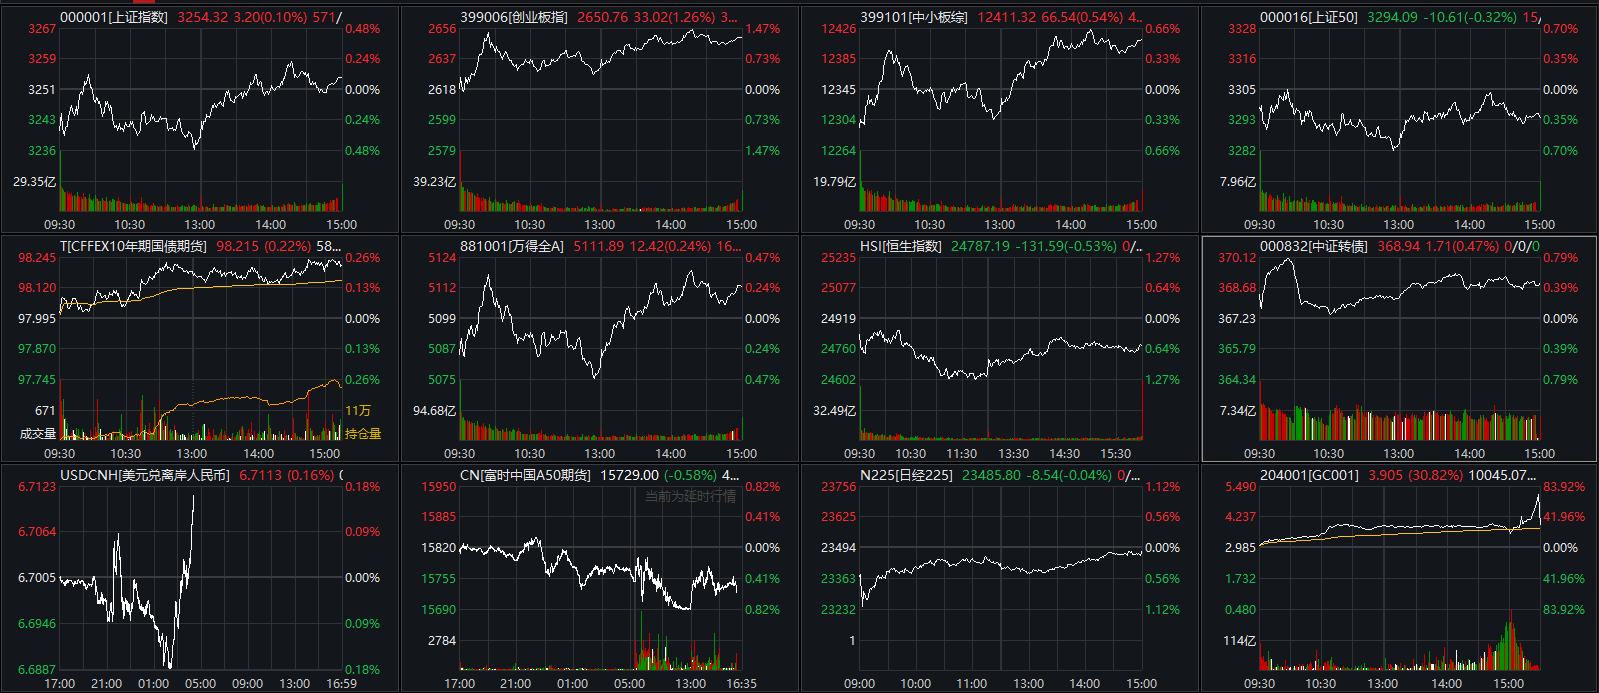 000001[上证指数] 3254.32 3.20(0.10%) 571/
3267 0.48%
3259 0.24%
3251 0.00%
3243 0.24%
3236 0.48%
29.35亿
09:30 10:30 13:00 14:00 15:00
399006[创业板指] 2650.76 33.02(1.26%) 3...
2656 1.47%
2637 0.73%
2618 0.00%
2599 0.73%
2579 1.47%
39.23亿
09:30 10:30 13:00 14:00 15:00
399101[中小板综] 12411.32 66.54(0.54%) 4..
12426 0.66%
12385 0.33%
12345 0.00%
12304 0.33%
12264 0.66%
19.79亿
09:30 10:30 13:00 14:00 15:00
000016[上证50] 3294.09 -10.61(-0.32%) 15/
3328 0.70%
3316 0.35%
3305 0.00%
3293 0.35%
3282 0.70%
7.96亿
09:30 10:30 13:00 14:00 15:00
T[CFFEX10年期国债期货] 98.215 (0.22%) 58...
98.245 0.26%
98.120 0.13%
97.995 0.00%
97.870 0.13%
97.745 0.26%
671 11万
成交量 持仓量
09:30 10:30 13:00 14:00 15:00
881001[万得全A] 5111.89 12.42(0.24%) 16...
5124 0.47%
5112 0.24%
5099 0.00%
5087 0.24%
5075 0.47%
94.68亿
09:30 10:30 13:00 14:00 15:00
HSI[恒生指数] 24787.19 -131.59(-0.53%) 0/..
25235 1.27%
25077 0.64%
24919 0.00%
24760 0.64%
24602 1.27%
32.49亿
09:30 10:30 11:30 13:30 14:30 15:30
000832[中证转债] 368.94 1.71(0.47%) 0/0/0
370.12 0.79%
368.68 0.39%
367.23 0.00%
365.79 0.39%
364.34 0.79%
7.34亿
09:30 10:30 13:00 14:00 15:00
USDCNH[美元兑离岸人民币] 6.7113 (0.16%) 0
6.7123 0.18%
6.7064 0.09%
6.7005 0.00%
6.6946 0.09%
6.6887 0.18%
17:00 21:00 01:00 05:00 09:00 13:00 16:59
CN[富时中国A50期货] 15729.00 (-0.58%) 4...
当前为延时行情
15950 0.82%
15885 0.41%
15820 0.00%
15755 0.41%
15690 0.82%
2784
17:00 21:00 01:00 05:00 13:00 16:35
N225[日经225] 23485.80 -8.54(-0.04%) 0/...
23756 1.12%
23625 0.56%
23494 0.00%
23363 0.56%
23232 1.12%
1
09:00 10:00 11:00 13:00 14:00 15:00
204001[GC001] 3.905 (30.82%) 10045.07...
5.490 83.92%
4.237 41.96%
2.985 0.00%
1.732 41.96%
0.480 83.92%
114亿
09:30 10:30 13:00 14:00 15:00